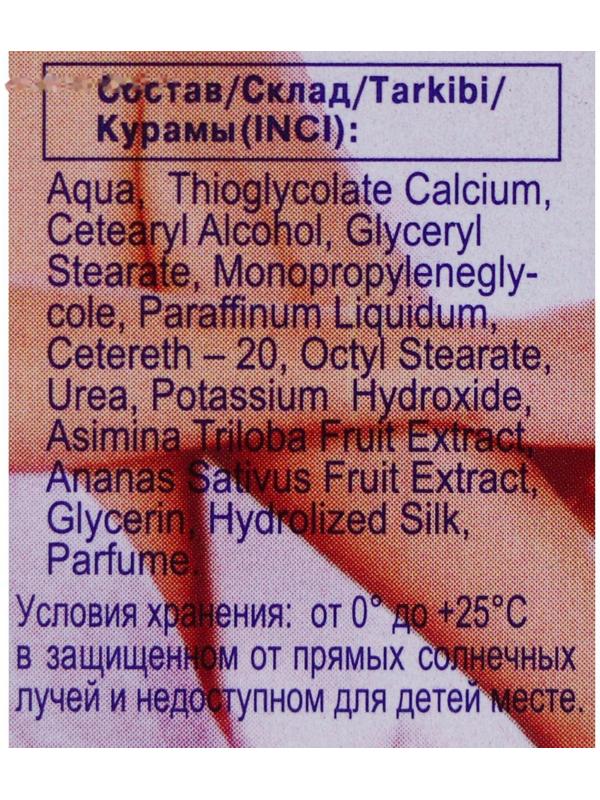 Состав/Склад/Tarkibi/
Курамы(INCI):
Aqua, Thioglycolate Calcium,
Cetearyl Alcohol, Glyceryl
Stearate, Monopropylenegly-
cole, Paraffinum Liquidum,
Cetereth – 20, Octyl Stearate,
Urea, Potassium Hydroxide,
Asimina Triloba Fruit Extract,
Ananas Sativus Fruit Extract,
Glycerin, Hydrolized Silk,
Parfume.
Условия хранения: от 0° до +25°С
в защищенном от прямых солнечных
лучей и недоступном для детей месте.